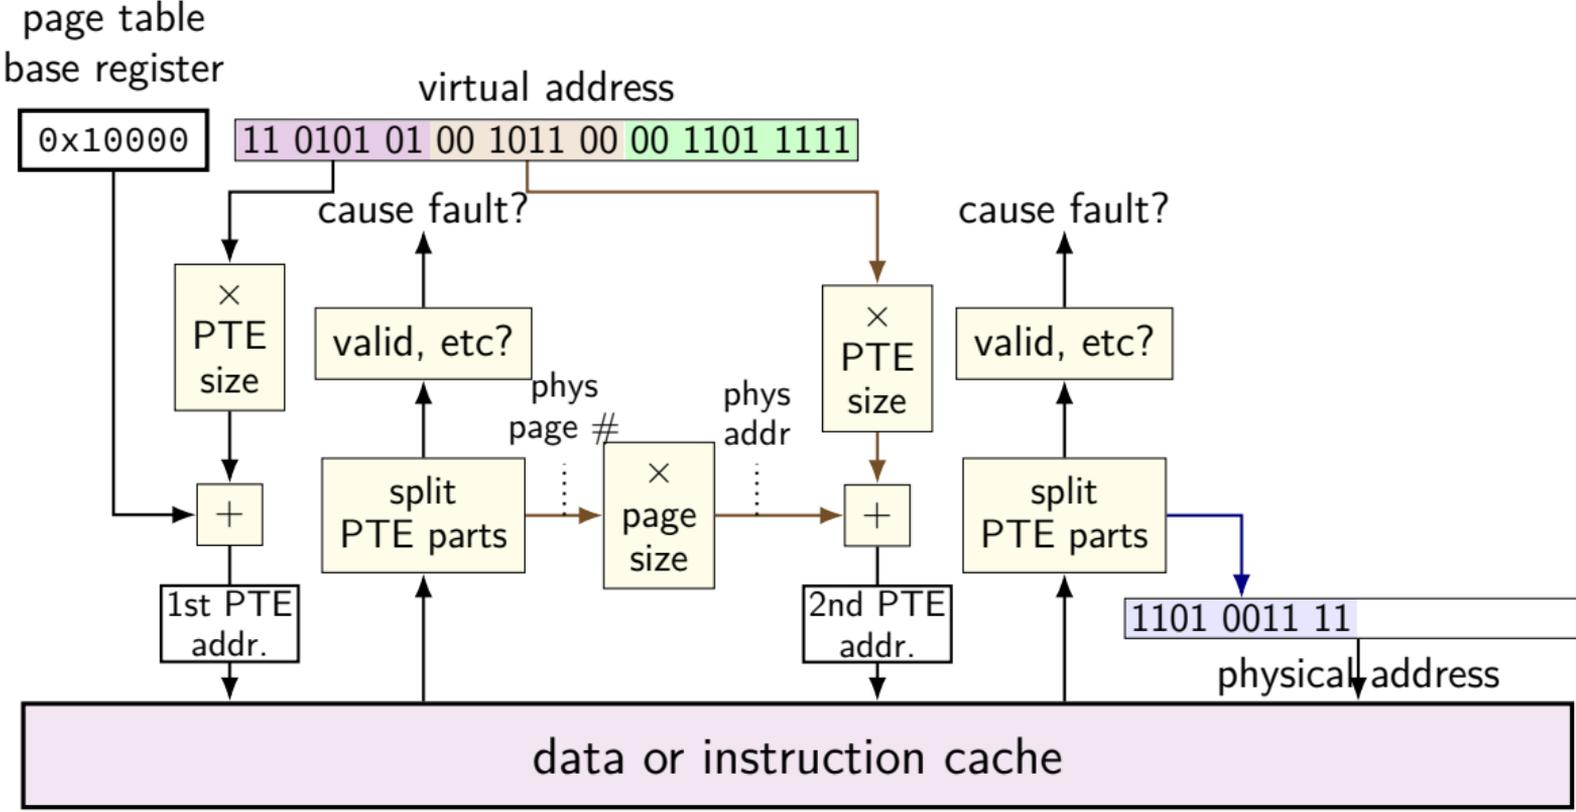 page table
base register
0x10000
virtual address
11 0101 01 00 1011 00 00 1101 1111
cause fault?
cause fault?
×
PTE
size
valid, etc?
×
PTE
size
valid, etc?
phys
page #
phys
addr
+
split
PTE parts
×
page
size
+
split
PTE parts
1st PTE
addr.
2nd PTE
addr.
1101 0011 11
physical address
data or instruction cache